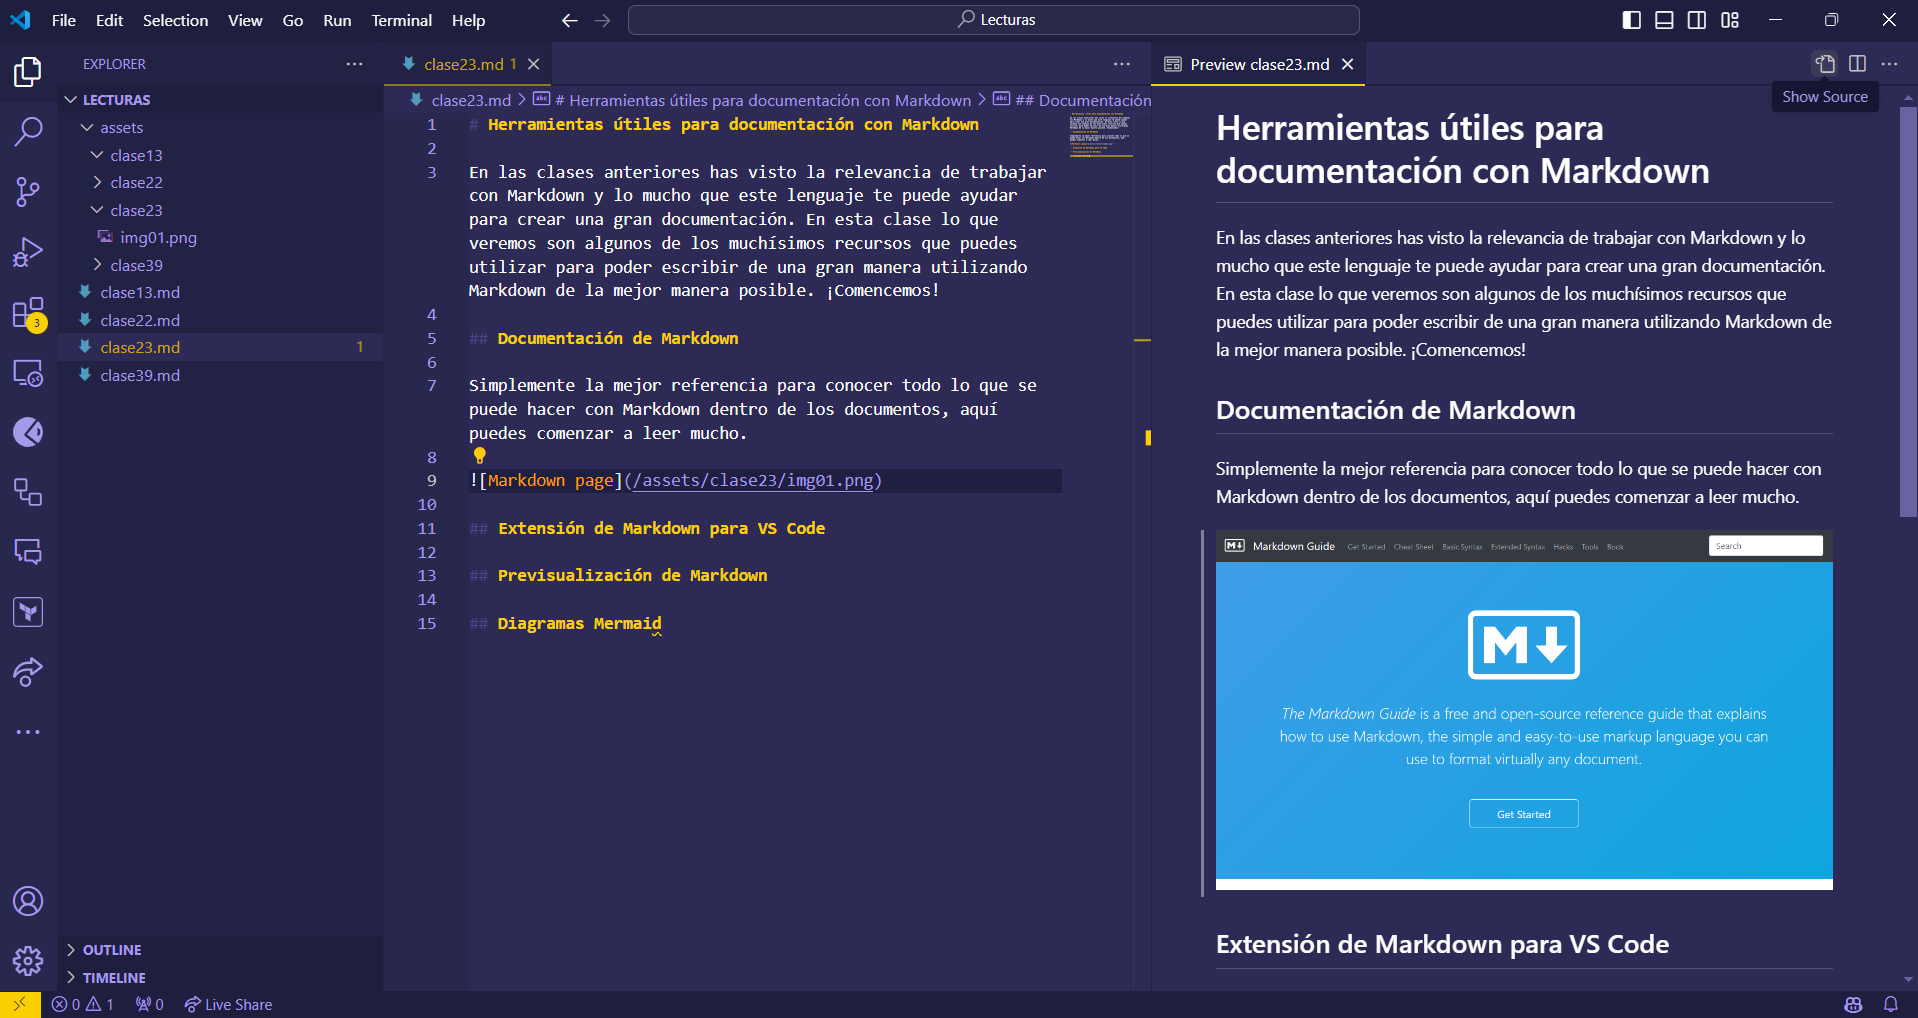 File Edit Selection View Go Run Terminal Help
Lecturas
EXPLORER
LECTURAS
assets
clase13
clase22
clase23
img01.png
clase39
clase13.md
clase22.md
clase23.md 1
clase39.md
OUTLINE
TIMELINE
3
clase23.md 1
clase23.md > abc # Herramientas útiles para documentación con Markdown > abc ## Documentación
1 # Herramientas útiles para documentación con Markdown
2
3 En las clases anteriores has visto la relevancia de trabajar
con Markdown y lo mucho que este lenguaje te puede ayudar
para crear una gran documentación. En esta clase lo que
veremos son algunos de los muchísimos recursos que puedes
utilizar para poder escribir de una gran manera utilizando
Markdown de la mejor manera posible. ¡Comencemos!
4
5 ## Documentación de Markdown
6
7 Simplemente la mejor referencia para conocer todo lo que se
puede hacer con Markdown dentro de los documentos, aquí
puedes comenzar a leer mucho.
8
9 ![Markdown page](/assets/clase23/img01.png)
10
11 ## Extensión de Markdown para VS Code
12
13 ## Previsualización de Markdown
14
15 ## Diagramas Mermaid
Preview clase23.md
Show Source
Herramientas útiles para
documentación con Markdown
En las clases anteriores has visto la relevancia de trabajar con Markdown y lo
mucho que este lenguaje te puede ayudar para crear una gran documentación.
En esta clase lo que veremos son algunos de los muchísimos recursos que
puedes utilizar para poder escribir de una gran manera utilizando Markdown de
la mejor manera posible. ¡Comencemos!
Documentación de Markdown
Simplemente la mejor referencia para conocer todo lo que se puede hacer con
Markdown dentro de los documentos, aquí puedes comenzar a leer mucho.
M Markdown Guide Get Started Cheat Sheet Basic Syntax Extended Syntax Hacks Tools Book Search
M
The Markdown Guide is a free and open-source reference guide that explains
how to use Markdown, the simple and easy-to-use markup language you can
use to format virtually any document.
Get Started
Extensión de Markdown para VS Code
0 1 0 Live Share